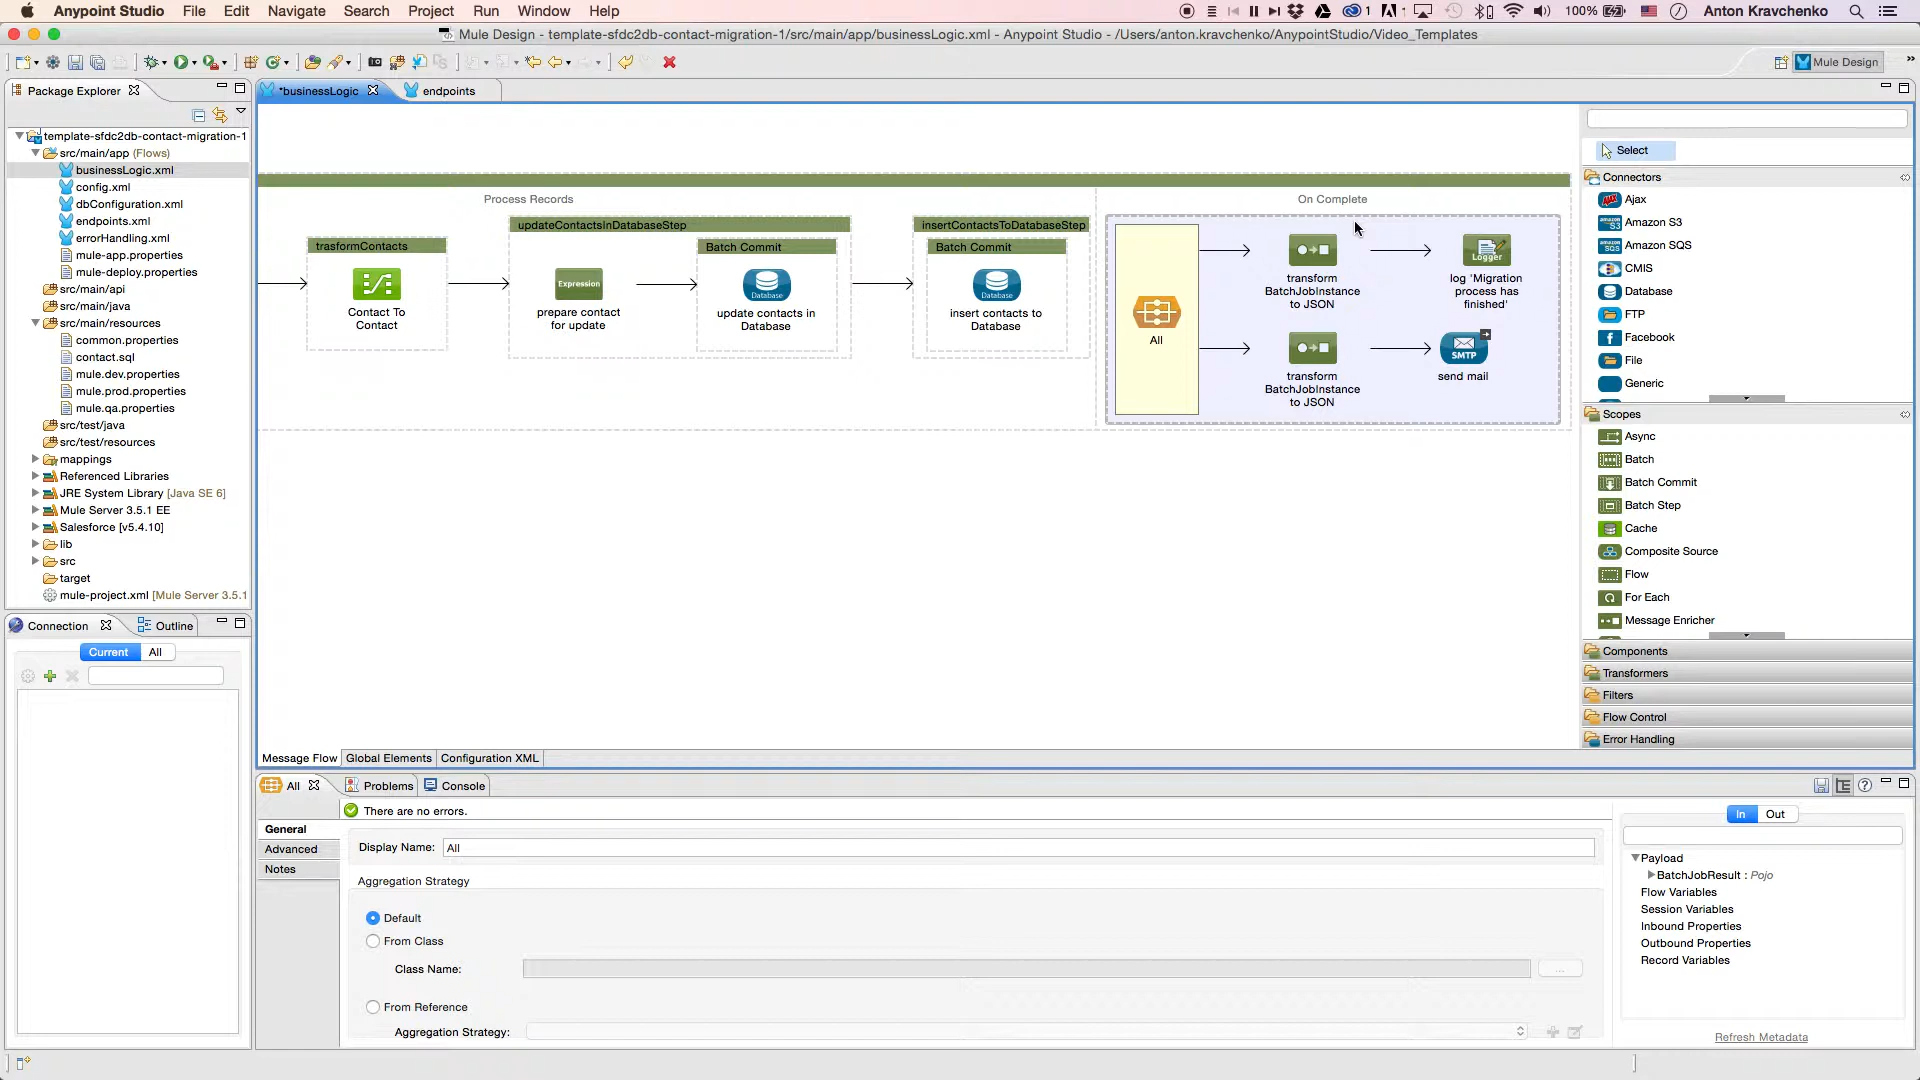 Anypoint Studio File Edit Navigate Search Project Run Window Help
1 1 100% Anton Kravchenko
Mule Design - template-sfdc2db-contact-migration-1/src/main/app/businessLogic.xml - Anypoint Studio - /Users/anton.kravchenko/AnypointStudio/Video_Templates
Mule Design
Package Explorer
*businessLogic
endpoints
template-sfdc2db-contact-migration-1
src/main/app (Flows)
businessLogic.xml
config.xml
dbConfiguration.xml
endpoints.xml
errorHandling.xml
mule-app.properties
mule-deploy.properties
src/main/api
src/main/java
src/main/resources
common.properties
contact.sql
mule.dev.properties
mule.prod.properties
mule.qa.properties
src/test/java
src/test/resources
mappings
Referenced Libraries
JRE System Library [Java SE 6]
Mule Server 3.5.1 EE
Salesforce [v5.4.10]
lib
src
target
mule-project.xml [Mule Server 3.5.1
Connection
Outline
Current
All
Process Records
trasformContacts
Contact To
Contact
updateContactsInDatabaseStep
Expression
prepare contact
for update
Batch Commit
Database
update contacts in
Database
insertContactsToDatabaseStep
Batch Commit
Database
insert contacts to
Database
On Complete
All
transform
BatchJobInstance
to JSON
Logger
log 'Migration
process has
finished'
transform
BatchJobInstance
to JSON
SMTP
send mail
Select
Connectors
Ajax
S3
Amazon S3
SQS
Amazon SQS
CMIS
Database
FTP
Facebook
File
Generic
Scopes
Async
Batch
Batch Commit
Batch Step
Cache
Composite Source
Flow
For Each
Message Enricher
Components
Transformers
Filters
Flow Control
Error Handling
Message Flow
Global Elements
Configuration XML
All
Problems
Console
There are no errors.
General
Advanced
Notes
Display Name: All
Aggregation Strategy
Default
From Class
Class Name:
...
From Reference
Aggregation Strategy:
In
Out
Payload
BatchJobResult : Pojo
Flow Variables
Session Variables
Inbound Properties
Outbound Properties
Record Variables
Refresh Metadata